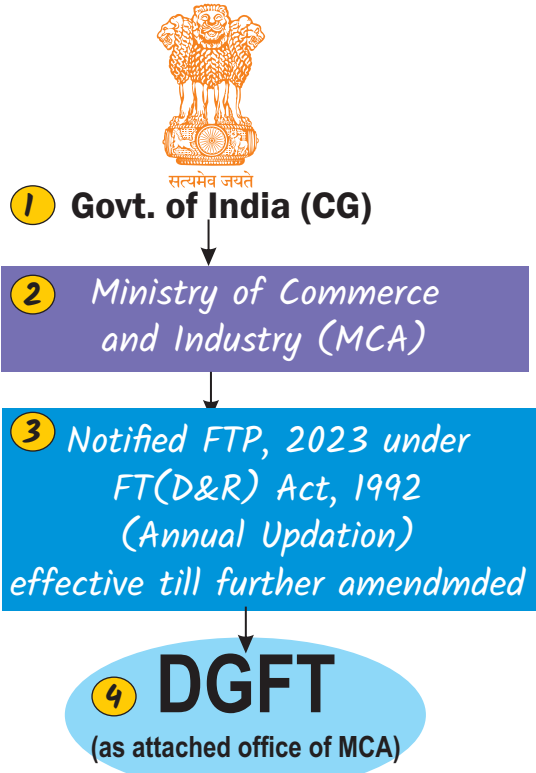 सत्यमेव जयते
1 Govt. of India (CG)
2 Ministry of Commerce
and Industry (MCA)
3 Notified FTP, 2023 under
FT(D&R) Act, 1992
(Annual Updation)
effective till further amendmded
4 DGFT
(as attached office of MCA)